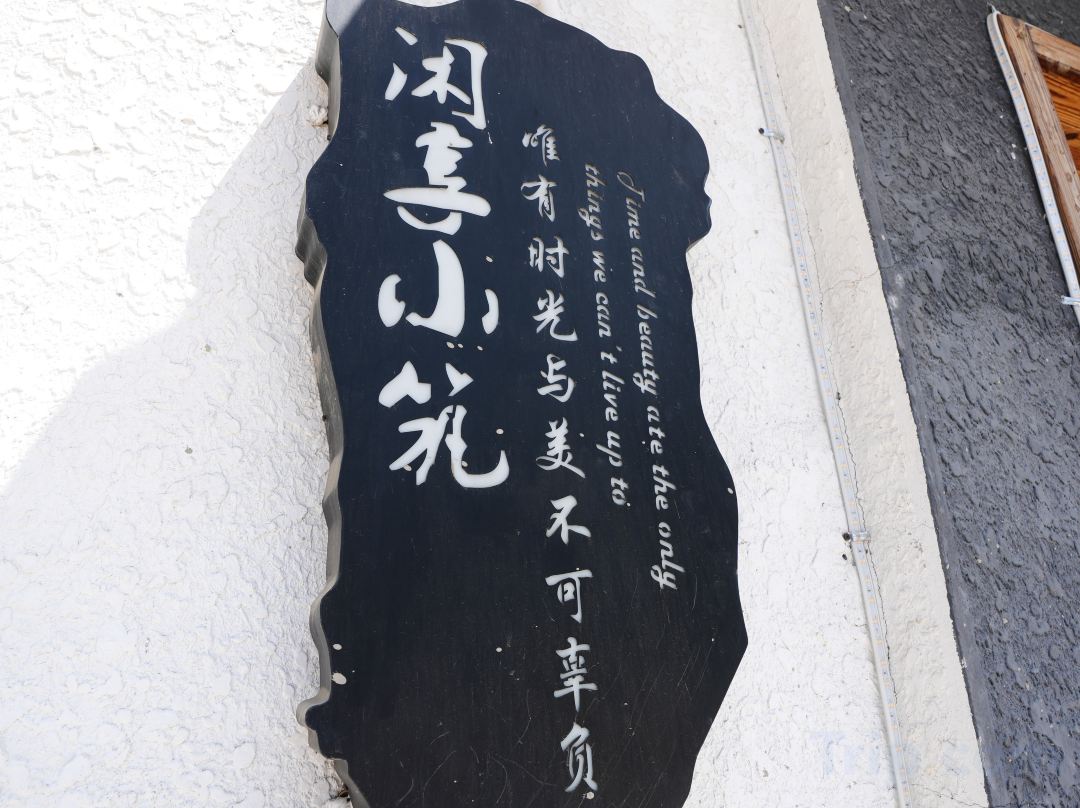 闲喜小筑
唯有时光与美不可辜负
Time and beauty ate the only
things we can't live up to